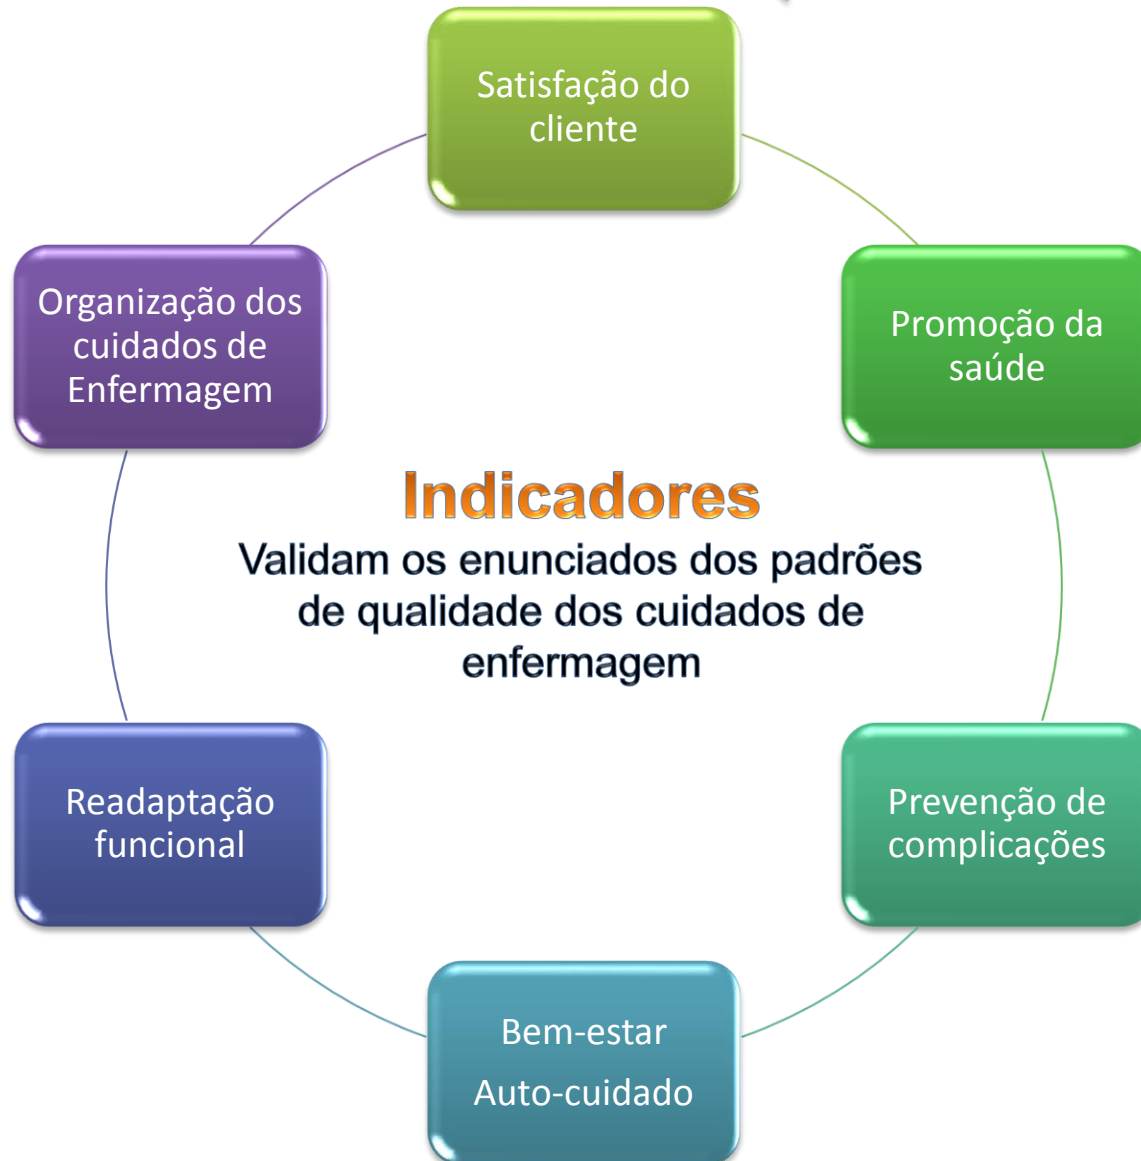 Satisfação do
cliente
Promoção da
saúde
Prevenção de
complicações
Bem-estar
Auto-cuidado
Readaptação
funcional
Organização dos
cuidados de
Enfermagem
Indicadores
Validam os enunciados dos padrões
de qualidade dos cuidados de
enfermagem